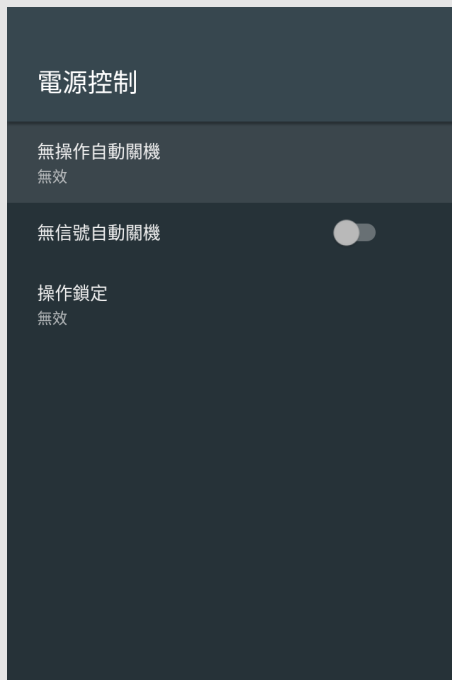 電源控制
無操作自動關機
無效
無信號自動關機
操作鎖定
無效